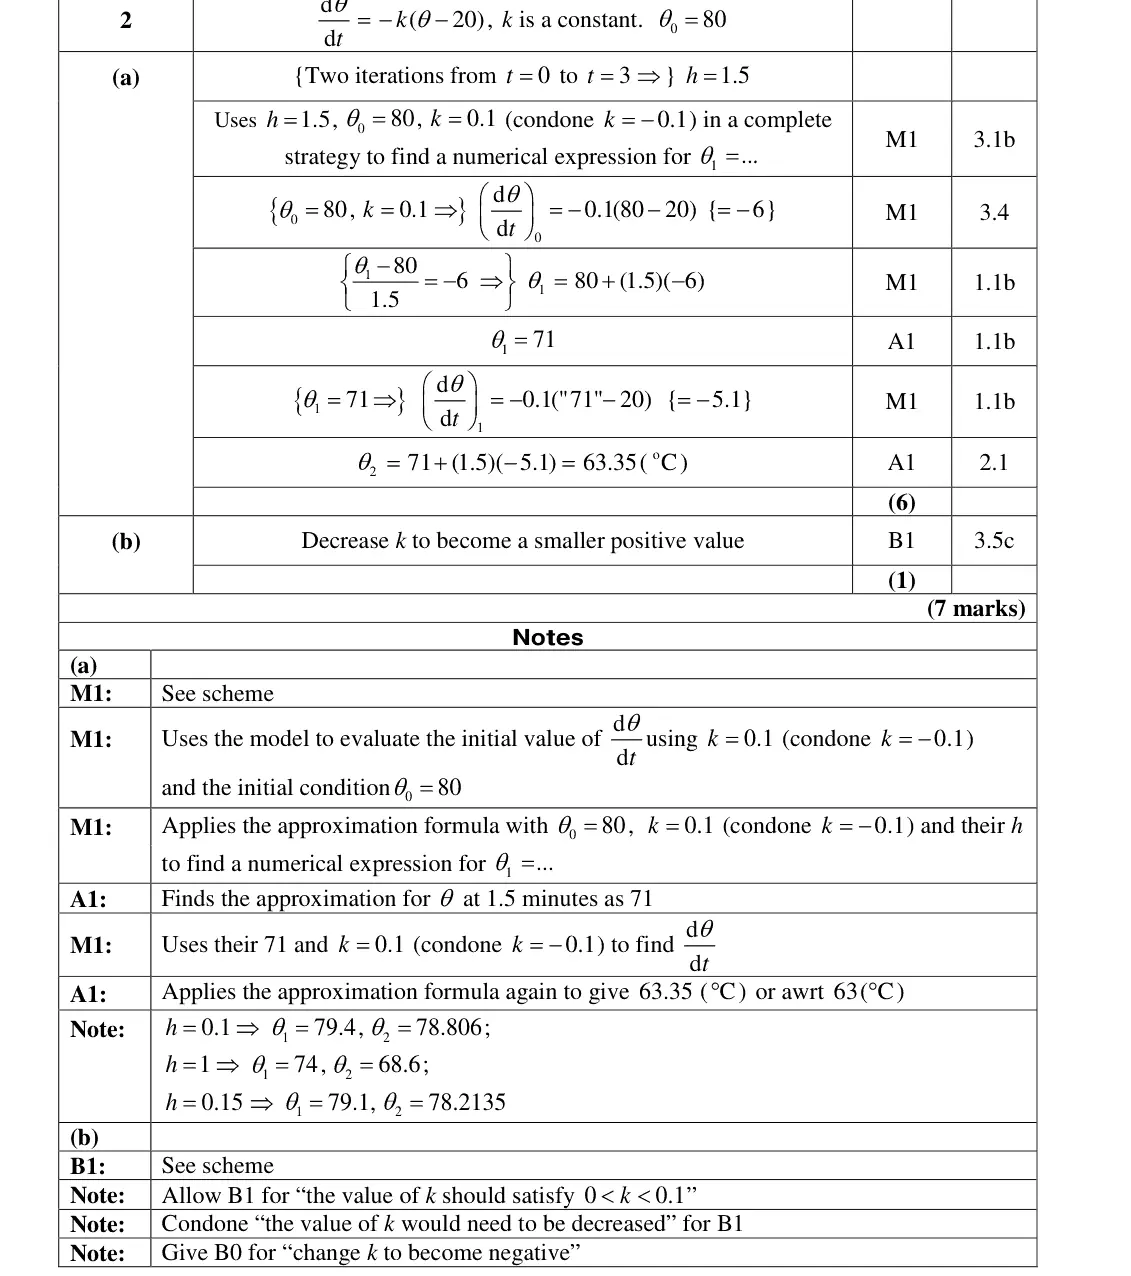 2 dθ/dt = −k(θ − 20), k is a constant. θ₀ = 80
(a) {Two iterations from t = 0 to t = 3 ⇒ } h = 1.5
Uses h = 1.5, θ₀ = 80, k = 0.1 (condone k = −0.1) in a complete
strategy to find a numerical expression for θ₁ = ... M1 3.1b
{θ₀ = 80, k = 0.1 ⇒} (dθ/dt)₀ = −0.1(80 − 20) {= −6} M1 3.4
{(θ₁ − 80)/1.5 = −6 ⇒} θ₁ = 80 + (1.5)(−6) M1 1.1b
θ₁ = 71 A1 1.1b
{θ₁ = 71 ⇒} (dθ/dt)₁ = −0.1("71" − 20) {= −5.1} M1 1.1b
θ₂ = 71 + (1.5)(−5.1) = 63.35 ( °C) A1 2.1
(6)
(b) Decrease k to become a smaller positive value B1 3.5c
(1)
(7 marks)
Notes
(a)
M1: See scheme
M1: Uses the model to evaluate the initial value of dθ/dt using k = 0.1 (condone k = −0.1)
and the initial condition θ₀ = 80
M1: Applies the approximation formula with θ₀ = 80, k = 0.1 (condone k = −0.1) and their h
to find a numerical expression for θ₁ = ...
A1: Finds the approximation for θ at 1.5 minutes as 71
M1: Uses their 71 and k = 0.1 (condone k = −0.1) to find dθ/dt
A1: Applies the approximation formula again to give 63.35 (°C) or awrt 63(°C)
Note: h = 0.1 ⇒ θ₁ = 79.4, θ₂ = 78.806;
h = 1 ⇒ θ₁ = 74, θ₂ = 68.6;
h = 0.15 ⇒ θ₁ = 79.1, θ₂ = 78.2135
(b)
B1: See scheme
Note: Allow B1 for “the value of k should satisfy 0 < k < 0.1”
Note: Condone “the value of k would need to be decreased” for B1
Note: Give B0 for “change k to become negative”